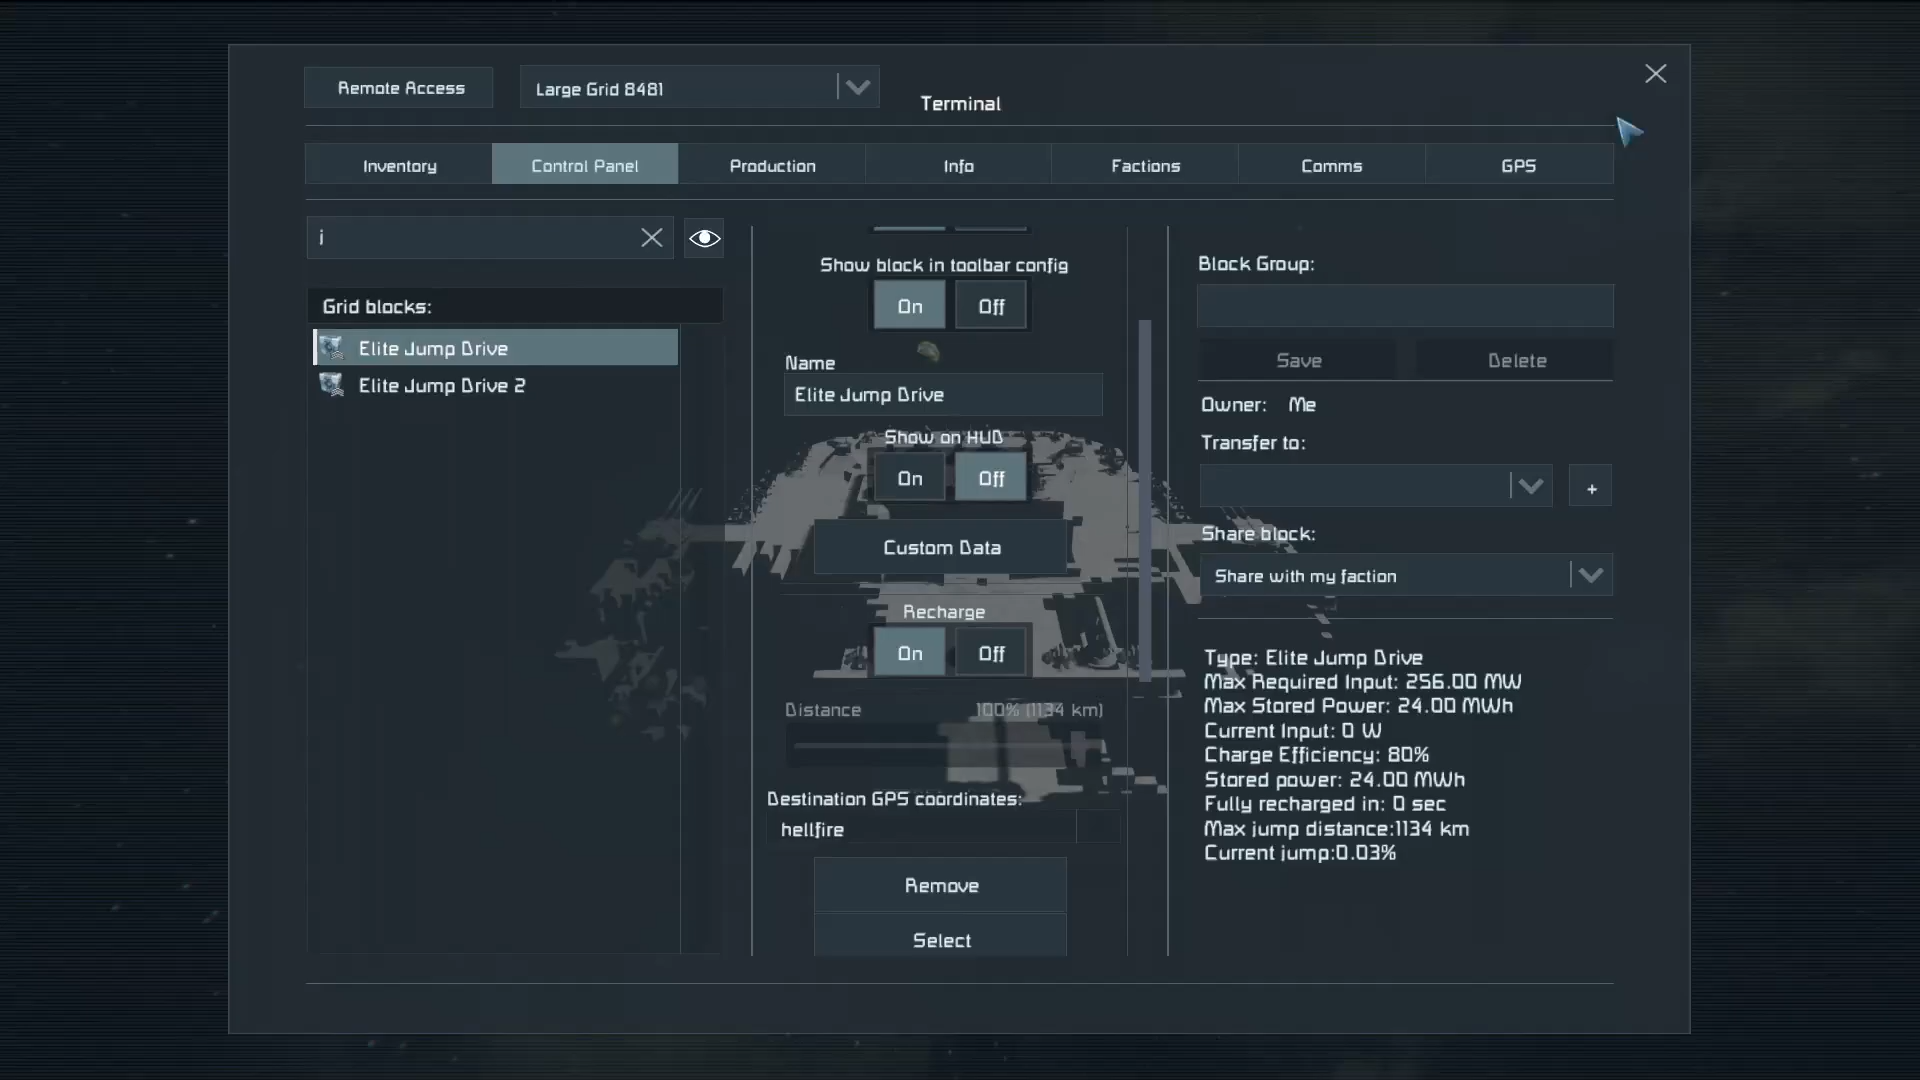 Remote Access
Large Grid 8481
Terminal
Inventory
Control Panel
Production
Info
Factions
Comms
GPS
j
Grid blocks:
Elite Jump Drive
Elite Jump Drive 2
Show block in toolbar config
On
Off
Name
Elite Jump Drive
Show on HUD
On
Off
Custom Data
Recharge
On
Off
Distance
100% (1134 km)
Destination GPS coordinates:
hellfire
Remove
Select
Block Group:
Save
Delete
Owner: Me
Transfer to:
+
Share block:
Share with my faction
Type: Elite Jump Drive
Max Required Input: 256.00 MW
Max Stored Power: 24.00 MWh
Current Input: 0 W
Charge Efficiency: 80%
Stored power: 24.00 MWh
Fully recharged in: 0 sec
Max jump distance:1134 km
Current jump:0.03%